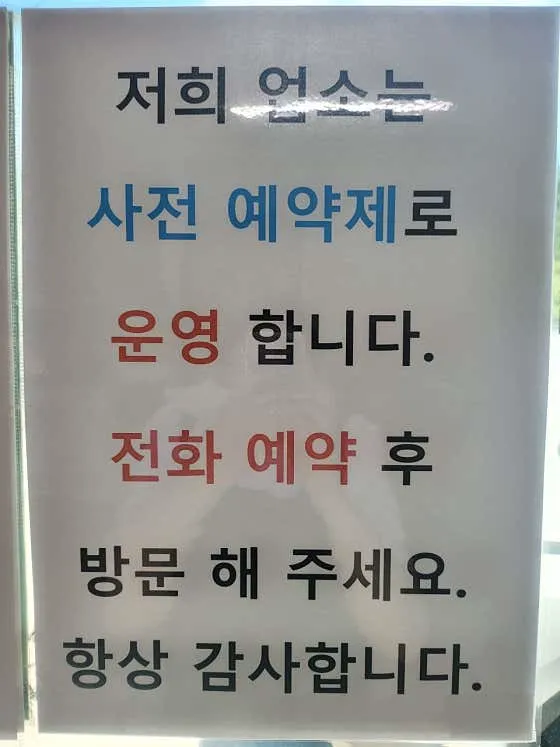 저희 업소는
사전 예약제로
운영 합니다.
전화 예약 후
방문 해 주세요.
항상 감사합니다.